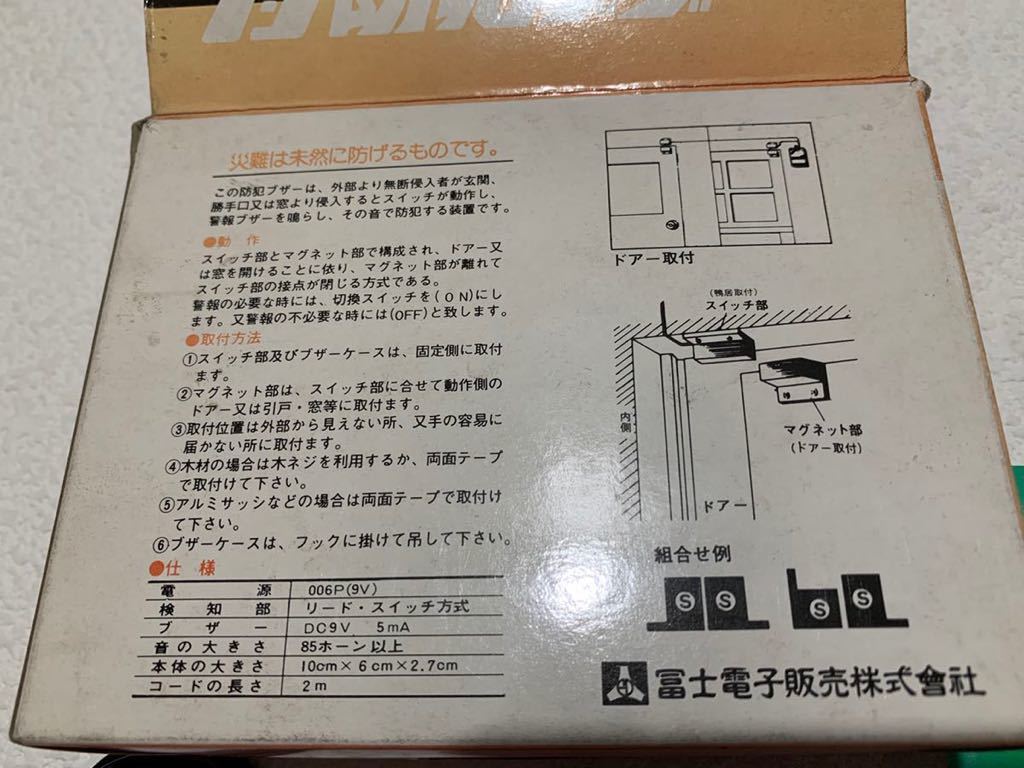 災難は未然に防げるものです。
この防犯ブザーは、外部より無断侵入者が玄関、
勝手口又は窓より侵入するとスイッチが動作し、
警報ブザーを鳴らし、その音で防犯する装置です。
●動作
スイッチ部とマグネット部で構成され、ドアー又
は窓を開けることに依り、マグネット部が離れて
スイッチ部の接点が閉じる方式である。
警報の必要な時には、切換スイッチを(ON)にし
ます。又警報の不必要な時には(OFF)と致します。
●取付方法
①スイッチ部及びブザーケースは、固定側に取付
ます。
②マグネット部は、スイッチ部に合せて動作側の
ドアー又は引戸・窓等に取付ます。
③取付位置は外部から見えない所、又手の容易に
届かない所に取付ます。
④木材の場合は木ネジを利用するか、両面テープ
で取付けて下さい。
⑤アルミサッシなどの場合は両面テープで取付け
て下さい。
⑥ブザーケースは、フックに掛けて吊して下さい。
●仕様
電源 006P(9V)
検知部 リード・スイッチ方式
ブザー DC9V 5mA
音の大きさ 85ホーン以上
本体の大きさ 10cm×6cm×2.7cm
コードの長さ 2m
ドアー取付
(鴨居取付)
スイッチ部
内側
マグネット部
(ドアー取付)
ドアー
組合せ例
S S S S
冨士電子販売株式會社